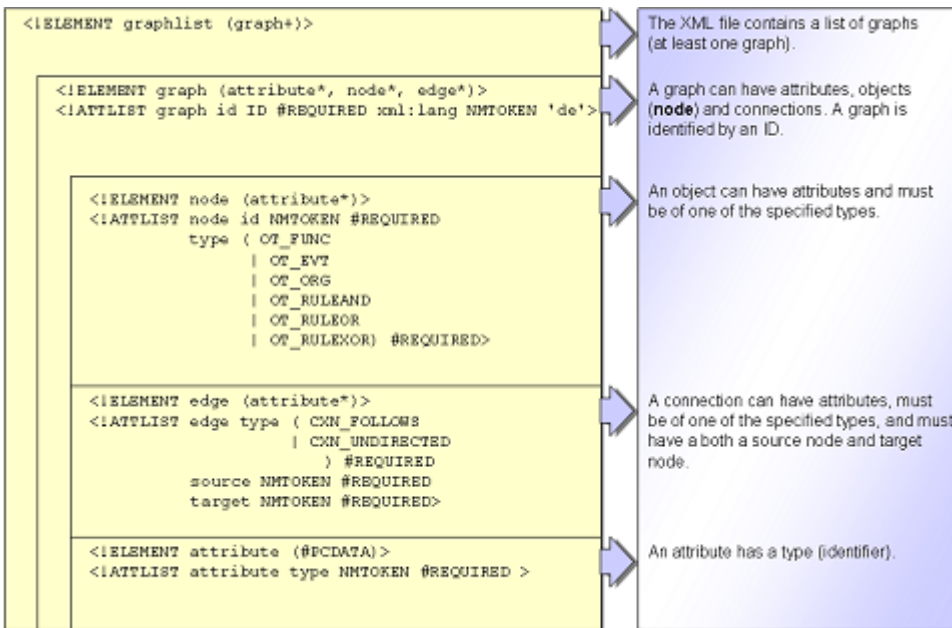 <!ELEMENT graphlist (graph+)>
The XML file contains a list of graphs
(at least one graph).
<!ELEMENT graph (attribute*, node*, edge*)>
<!ATTLIST graph id ID #REQUIRED xml:lang NMTOKEN 'de'>
A graph can have attributes, objects
(node) and connections. A graph is
identified by an ID.
<!ELEMENT node (attribute*)>
<!ATTLIST node id NMTOKEN #REQUIRED
type ( OT_FUNC
| OT_EVT
| OT_ORG
| OT_RULEAND
| OT_RULEOR
| OT_RULEXOR) #REQUIRED>
An object can have attributes and must
be of one of the specified types.
<!ELEMENT edge (attribute*)>
<!ATTLIST edge type ( CXN_FOLLOWS
| CXN_UNDIRECTED
) #REQUIRED
source NMTOKEN #REQUIRED
target NMTOKEN #REQUIRED>
A connection can have attributes, must
be of one of the specified types, and must
have a both a source node and target
node.
<!ELEMENT attribute (#PCDATA)>
<!ATTLIST attribute type NMTOKEN #REQUIRED >
An attribute has a type (identifier).